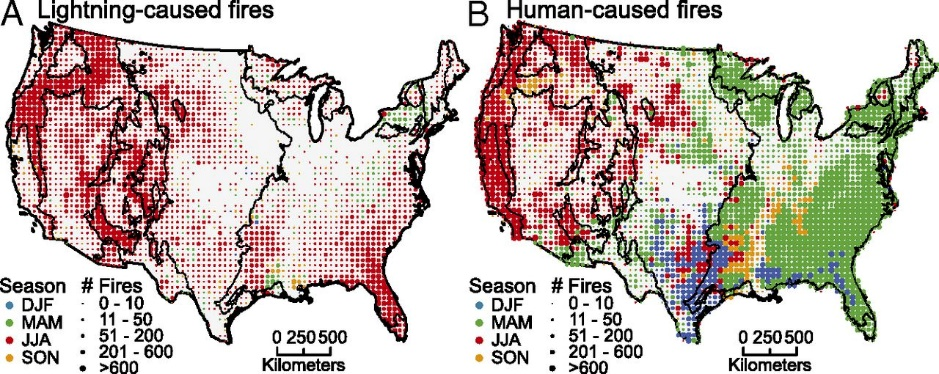 A Lightning-caused fires
B Human-caused fires
Season # Fires
DJF 0 - 10
MAM 11 - 50
JJA 51 - 200
SON 201 - 600
>600
0 250 500
Kilometers
Season # Fires
DJF 0 - 10
MAM 11 - 50
JJA 51 - 200
SON 201 - 600
>600
0 250 500
Kilometers